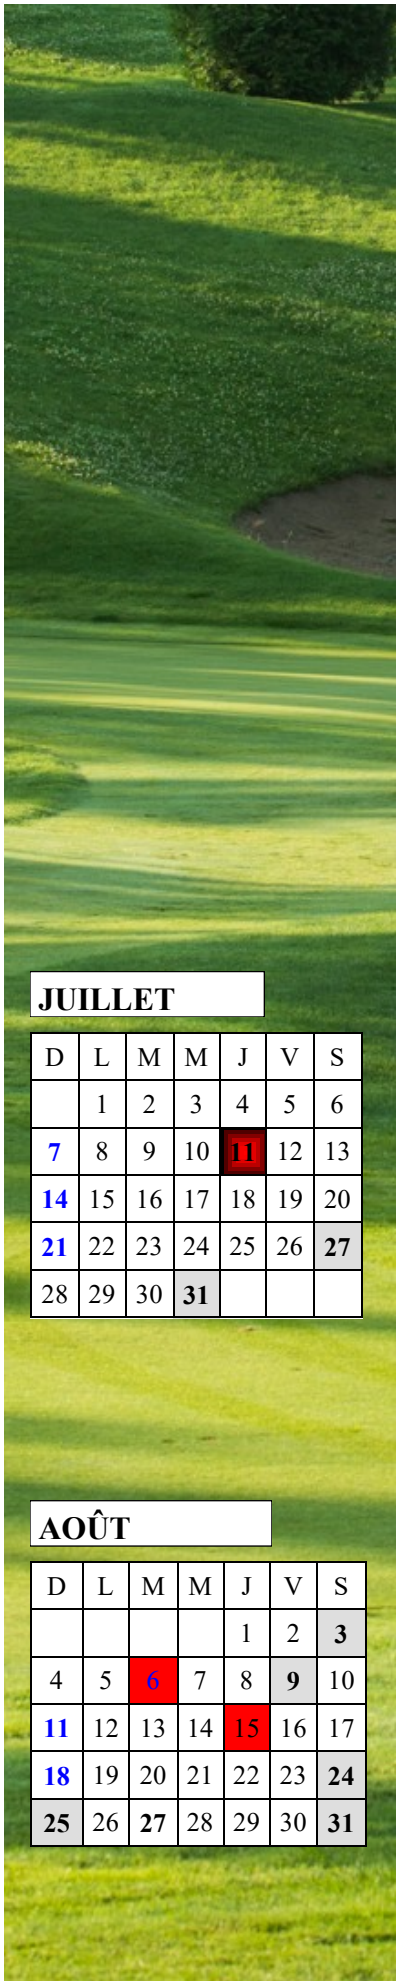 JUILLET
D L M M J V S
1 2 3 4 5 6
7 8 9 10 11 12 13
14 15 16 17 18 19 20
21 22 23 24 25 26 27
28 29 30 31
AOÛT
D L M M J V S
1 2 3
4 5 6 7 8 9 10
11 12 13 14 15 16 17
18 19 20 21 22 23 24
25 26 27 28 29 30 31